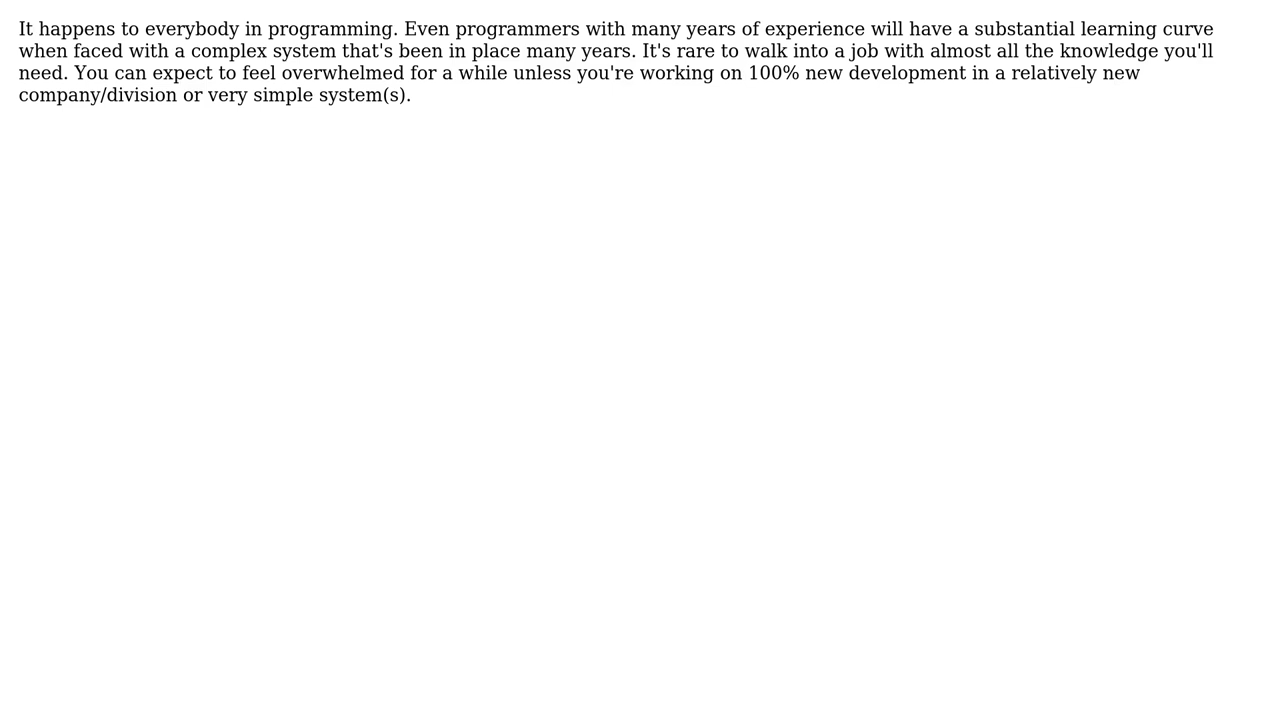 It happens to everybody in programming. Even programmers with many years of experience will have a substantial learning curve
when faced with a complex system that's been in place many years. It's rare to walk into a job with almost all the knowledge you'll
need. You can expect to feel overwhelmed for a while unless you're working on 100% new development in a relatively new
company/division or very simple system(s).